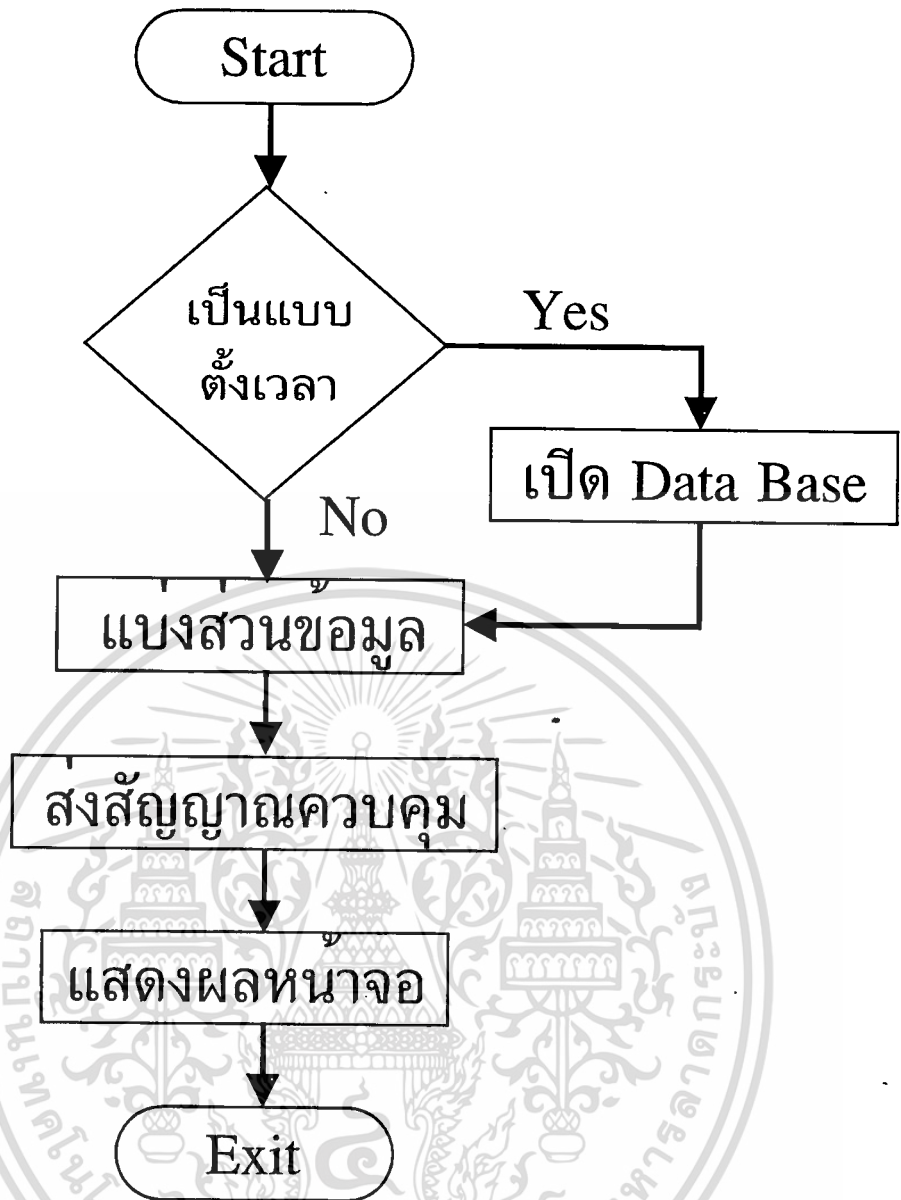 Start
เป็นแบบ
ตั้งเวลา
Yes
เปิด Data Base
No
แบ่งส่วนข้อมูล
ส่งสัญญาณควบคุม
แสดงผลหน้าจอ
Exit